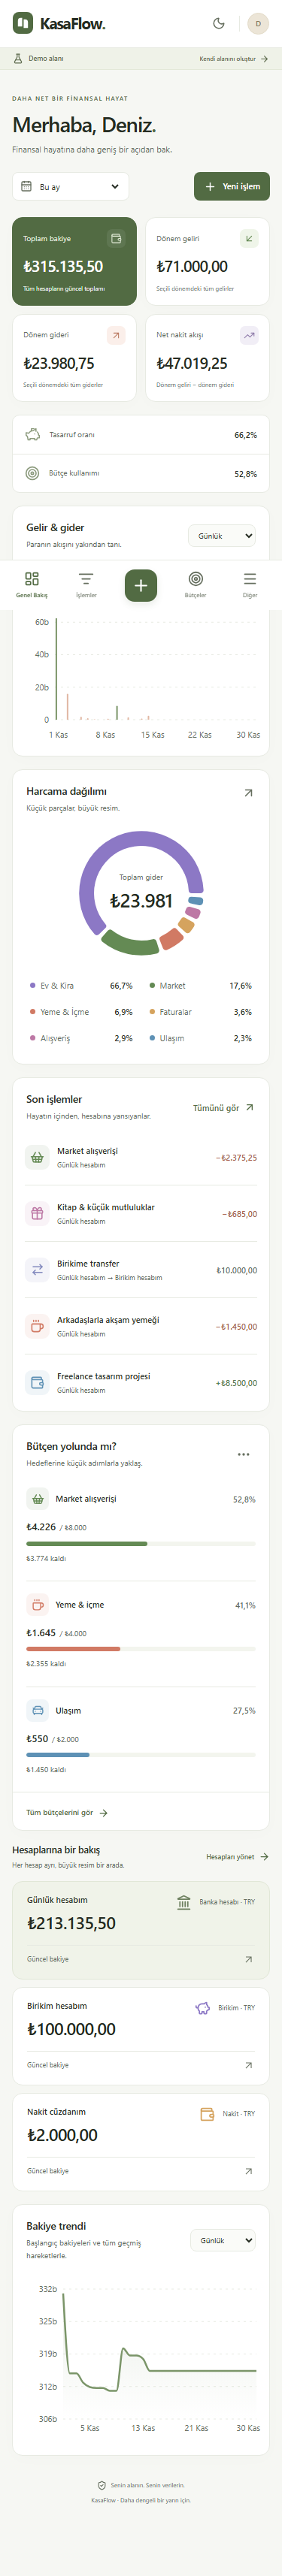 KasaFlow.
D
Demo alanı
Kendi alanını oluştur
DAHA NET BİR FİNANSAL HAYAT
Merhaba, Deniz.
Finansal hayatına daha geniş bir açıdan bak.
Bu ay
Yeni işlem
Toplam bakiye
₺315.135,50
Tüm hesapların güncel toplamı
Dönem geliri
₺71.000,00
Seçili dönemdeki tüm gelirler
Dönem gideri
₺23.980,75
Seçili dönemdeki tüm giderler
Net nakit akışı
₺47.019,25
Dönem geliri − dönem gideri
Tasarruf oranı
66,2%
Bütçe kullanımı
52,8%
Gelir & gider
Paranın akışını yakından tanı.
Günlük
Genel Bakış
İşlemler
Bütçeler
Diğer
60b
40b
20b
0
1 Kas
8 Kas
15 Kas
22 Kas
30 Kas
Harcama dağılımı
Küçük parçalar, büyük resim.
Toplam gider
₺23.981
Ev & Kira 66,7%
Market 17,6%
Yeme & İçme 6,9%
Faturalar 3,6%
Alışveriş 2,9%
Ulaşım 2,3%
Son işlemler
Hayatın içinden, hesabına yansıyanlar.
Tümünü gör
Market alışverişi
Günlük hesabım
−₺2.375,25
Kitap & küçük mutluluklar
Günlük hesabım
−₺685,00
Birikime transfer
Günlük hesabım → Birikim hesabım
₺10.000,00
Arkadaşlarla akşam yemeği
Günlük hesabım
−₺1.450,00
Freelance tasarım projesi
Günlük hesabım
+₺8.500,00
Bütçen yolunda mı?
Hedeflerine küçük adımlarla yaklaş.
Market alışverişi
52,8%
₺4.226 / ₺8.000
₺3.774 kaldı
Yeme & içme
41,1%
₺1.645 / ₺4.000
₺2.355 kaldı
Ulaşım
27,5%
₺550 / ₺2.000
₺1.450 kaldı
Tüm bütçelerini gör
Hesaplarına bir bakış
Her hesap ayrı, büyük resim bir arada.
Hesapları yönet
Günlük hesabım
Banka hesabı · TRY
₺213.135,50
Güncel bakiye
Birikim hesabım
Birikim · TRY
₺100.000,00
Güncel bakiye
Nakit cüzdanım
Nakit · TRY
₺2.000,00
Güncel bakiye
Bakiye trendi
Başlangıç bakiyeleri ve tüm geçmiş
hareketlerle.
Günlük
332b
325b
319b
312b
306b
5 Kas
13 Kas
21 Kas
30 Kas
Senin alanın. Senin verilerin.
KasaFlow · Daha dengeli bir yarın için.